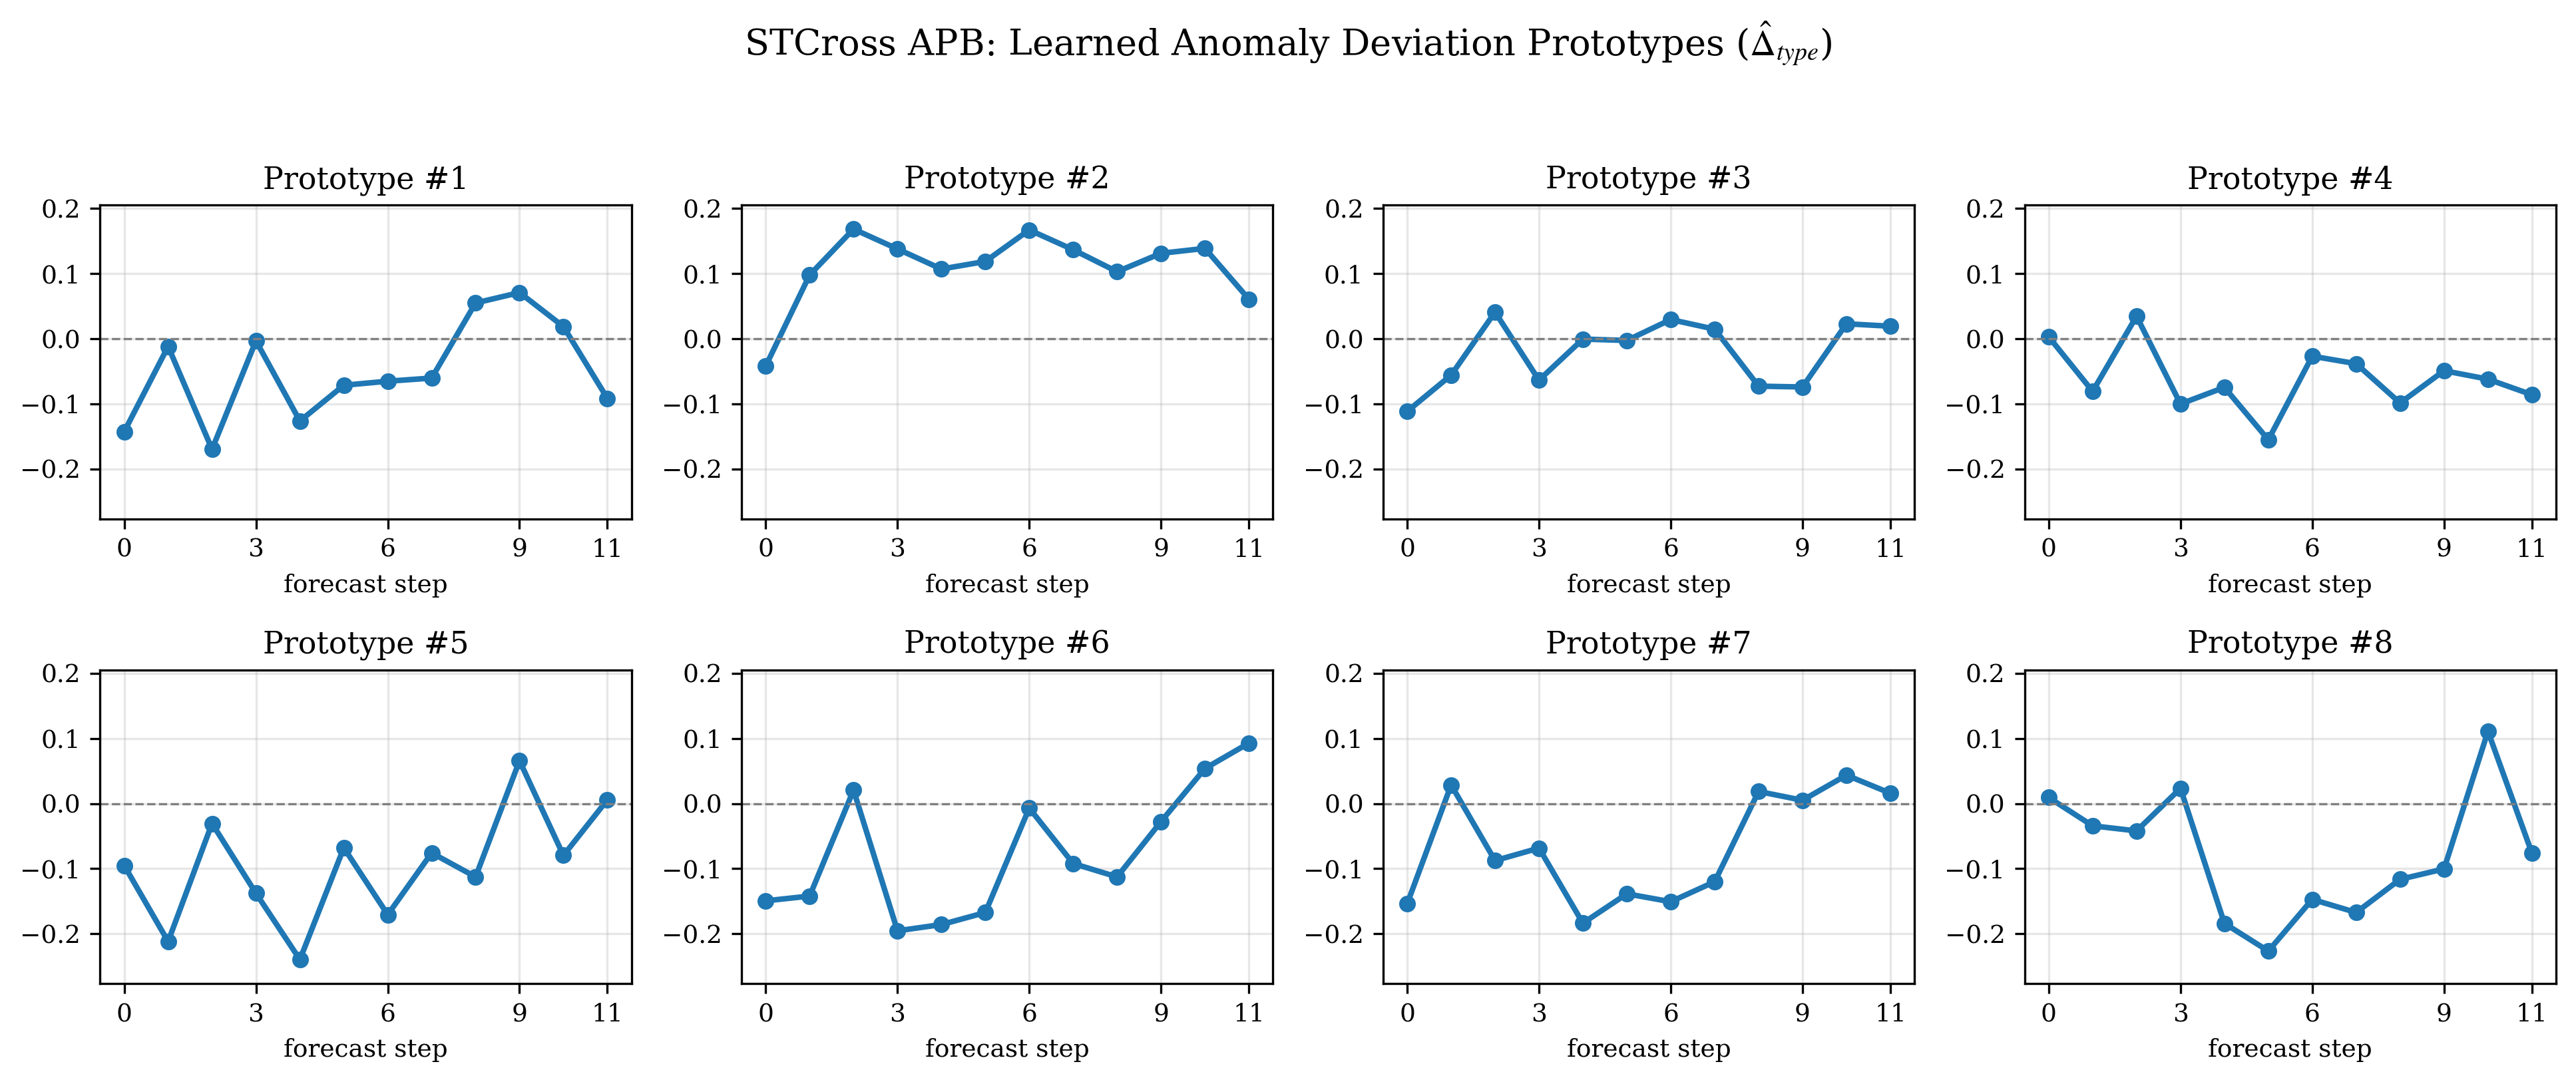 STCross APB: Learned Anomaly Deviation Prototypes (Δ̂_type)
Prototype #1
Prototype #2
Prototype #3
Prototype #4
0.2
0.1
0.0
−0.1
−0.2
0 3 6 9 11
forecast step
0.2
0.1
0.0
−0.1
−0.2
0 3 6 9 11
forecast step
0.2
0.1
0.0
−0.1
−0.2
0 3 6 9 11
forecast step
0.2
0.1
0.0
−0.1
−0.2
0 3 6 9 11
forecast step
Prototype #5
Prototype #6
Prototype #7
Prototype #8
0.2
0.1
0.0
−0.1
−0.2
0 3 6 9 11
forecast step
0.2
0.1
0.0
−0.1
−0.2
0 3 6 9 11
forecast step
0.2
0.1
0.0
−0.1
−0.2
0 3 6 9 11
forecast step
0.2
0.1
0.0
−0.1
−0.2
0 3 6 9 11
forecast step